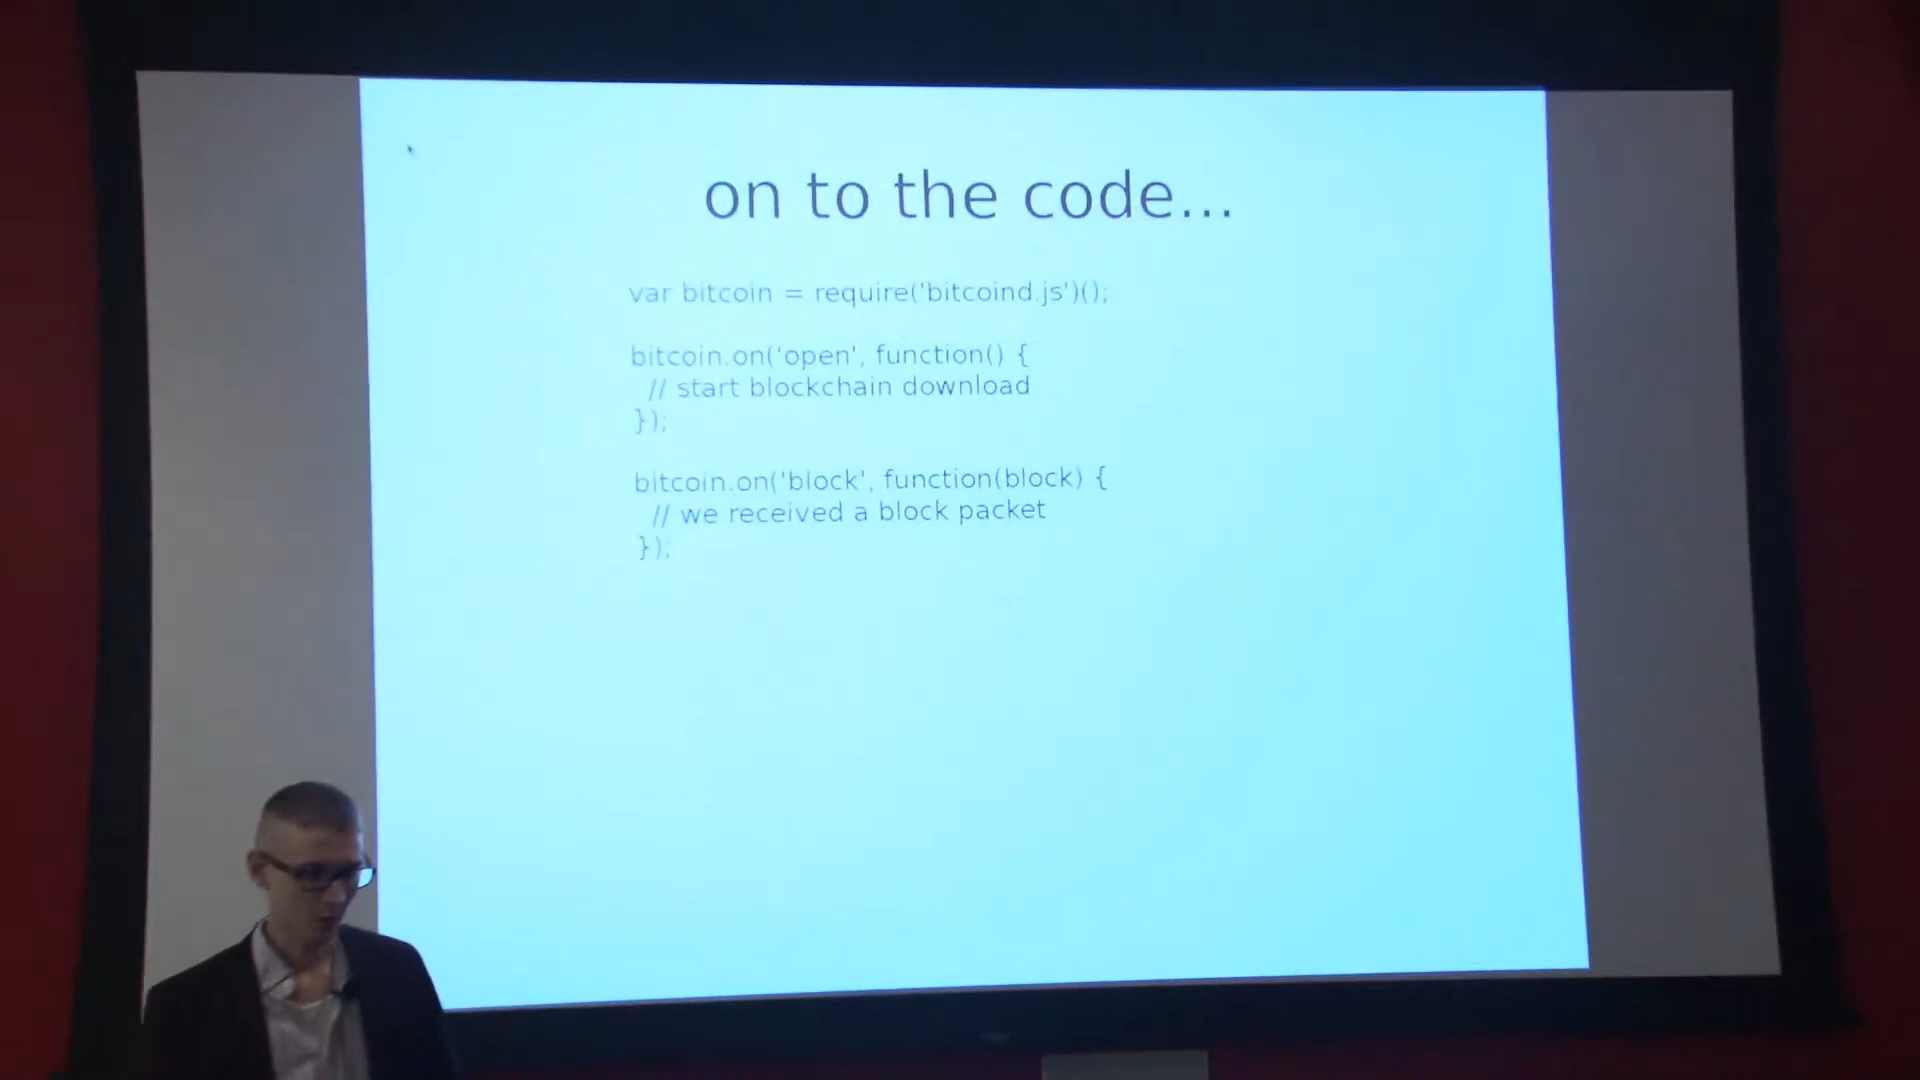 on to the code...
var bitcoin = require('bitcoind.js')();
bitcoin.on('open', function() {
// start blockchain download
});
bitcoin.on('block', function(block) {
// we received a block packet
});